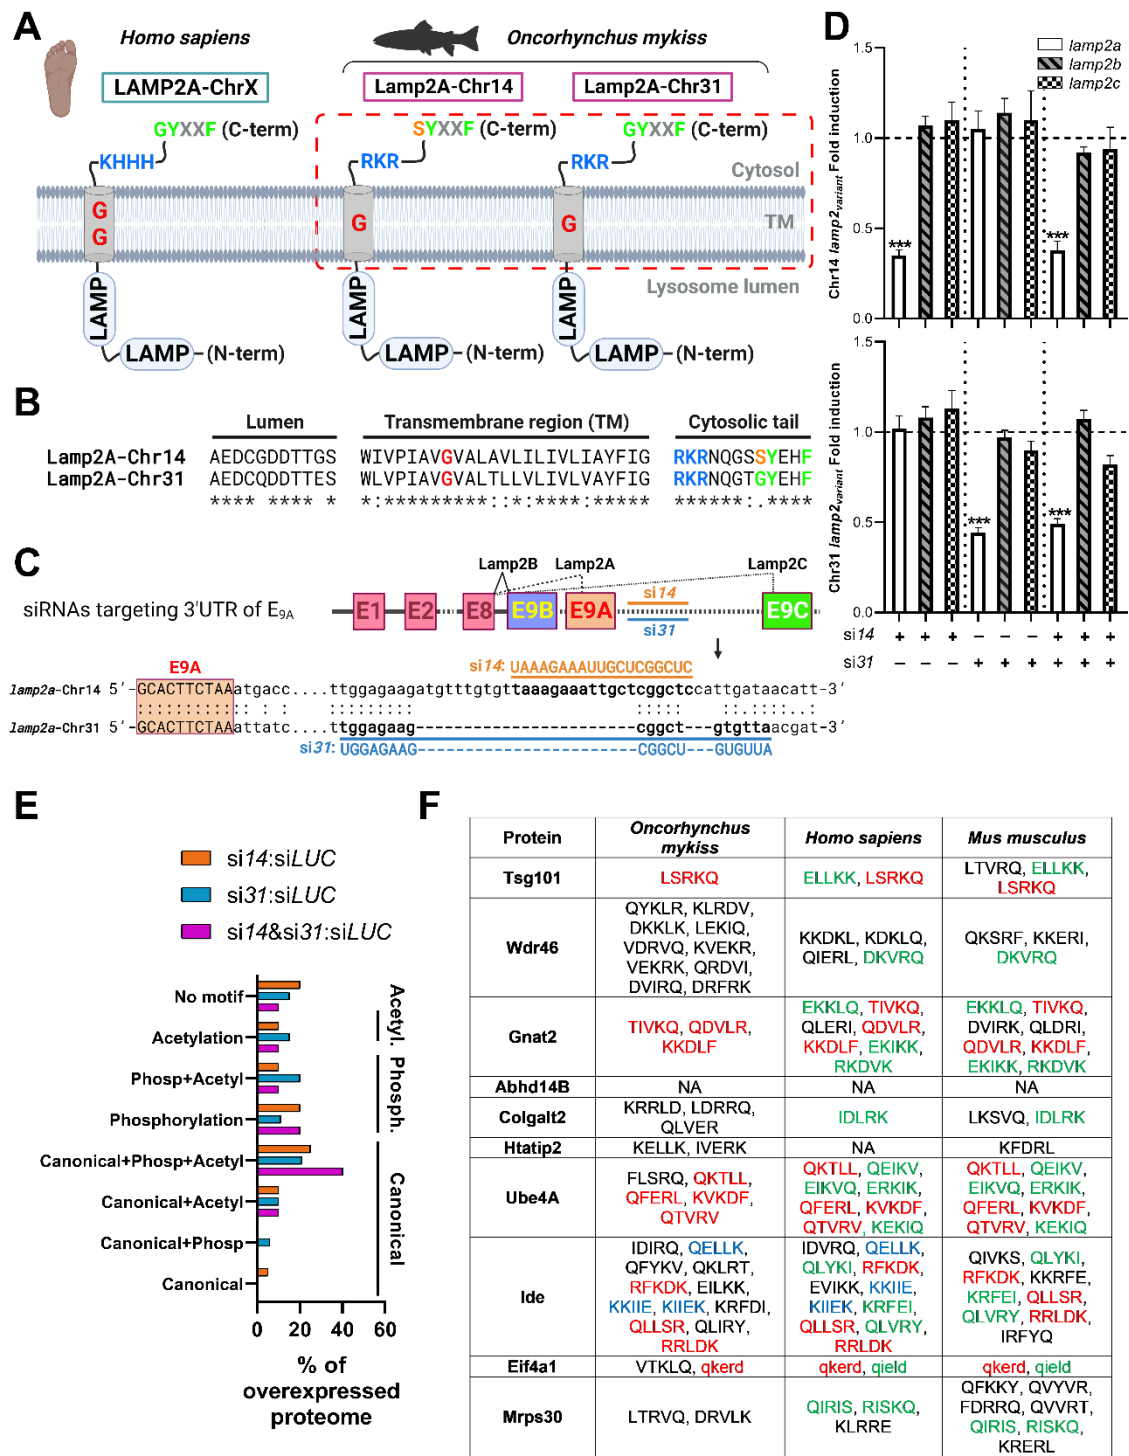 A
Homo sapiens
Oncorhynchus mykiss
LAMP2A-ChrX
Lamp2A-Chr14
Lamp2A-Chr31
GYXXF (C-term)
SYXXF (C-term)
GYXXF (C-term)
KHHH
RKR
RKR
Cytosol
G
G
G
G
TM
Lysosome lumen
LAMP
LAMP
LAMP
LAMP
(N-term)
LAMP
(N-term)
LAMP
(N-term)
B
Lumen
Transmembrane region (TM)
Cytosolic tail
Lamp2A-Chr14 AEDCGDDTTGS WIVPIAVGVALAVLILIVLIAYFIG RKRNQGSSYEHF
Lamp2A-Chr31 AEDCQDDTTES WLVPIAVGVALTLLVLIVLVAYFIG RKRNQGTGYEHF
**** **** * *:*********::*:****:***** ******:.****
C
Lamp2B
Lamp2A
Lamp2C
siRNAs targeting 3'UTR of E9A
E1
E2
E8
E9B
E9A
si14
si31
E9C
E9A
si14: UAAAGAAAUUGCUCGGCUC
lamp2a-Chr14 5'-GCACTTCTAAatgacc....ttggagaagatgtttgtgttaaagaaattgctcggctccattgataacatt-3'
lamp2a-Chr31 5'-GCACTTCTAAattatc....ttggagaag----------------------cggct---gtgttaacgat-3'
si31: UGGAGAAG----------------------CGGCU---GUGUUA
D
lamp2a
lamp2b
lamp2c
Chr14 lamp2variant Fold induction
1.5
1.0
0.5
0.0
***
***
Chr31 lamp2variant Fold induction
1.5
1.0
0.5
0.0
***
***
si14 + + + − − − + + +
si31 − − − + + + + + +
E
si14:siLUC
si31:siLUC
si14&si31:siLUC
No motif
Acetylation
Phosp+Acetyl
Phosphorylation
Canonical+Phosp+Acetyl
Canonical+Acetyl
Canonical+Phosp
Canonical
Acetyl.
Phosph.
Canonical
0 20 40 60
% of
overexpressed
proteome
F
Protein
Oncorhynchus
mykiss
Homo sapiens
Mus musculus
Tsg101
LSRKQ
ELLKK, LSRKQ
LTVRQ, ELLKK,
LSRKQ
Wdr46
QYKLR, KLRDV,
DKKLK, LEKIQ,
VDRVQ, KVEKR,
VEKRK, QRDVI,
DVIRQ, DRFRK
KKDKL, KDKLQ,
QIERL, DKVRQ
QKSRF, KKERI,
DKVRQ
Gnat2
TIVKQ, QDVLR,
KKDLF
EKKLQ, TIVKQ,
QLERI, QDVLR,
KKDLF, EKIKK,
RKDVK
EKKLQ, TIVKQ,
DVIRK, QLDRI,
QDVLR, KKDLF,
EKIKK, RKDVK
Abhd14B
NA
NA
NA
Colgalt2
KRRLD, LDRRQ,
QLVER
IDLRK
LKSVQ, IDLRK
Htatip2
KELLK, IVERK
NA
KFDRL
Ube4A
FLSRQ, QKTLL,
QFERL, KVKDF,
QTVRV
QKTLL, QEIKV,
EIKVQ, ERKIK,
QFERL, KVKDF,
QTVRV, KEKIQ
QKTLL, QEIKV,
EIKVQ, ERKIK,
QFERL, KVKDF,
QTVRV, KEKIQ
Ide
IDIRQ, QELLK,
QFYKV, QKLRT,
RFKDK, EILKK,
KKIIE, KIIEK, KRFDI,
QLLSR, QLIRY,
RRLDK
IDVRQ, QELLK,
QLYKI, RFKDK,
EVIKK, KKIIE,
KIIEK, KRFEI,
QLLSR, QLVRY,
RRLDK
QIVKS, QLYKI,
RFKDK, KKRFE,
KRFEI, QLLSR,
QLVRY, RRLDK,
IRFYQ
Eif4a1
VTKLQ, qkerd
qkerd, qield
qkerd, qield
Mrps30
LTRVQ, DRVLK
QIRIS, RISKQ,
KLRRE
QFKKY, QVYVR,
FDRRQ, QVVRT,
QIRIS, RISKQ,
KRERL